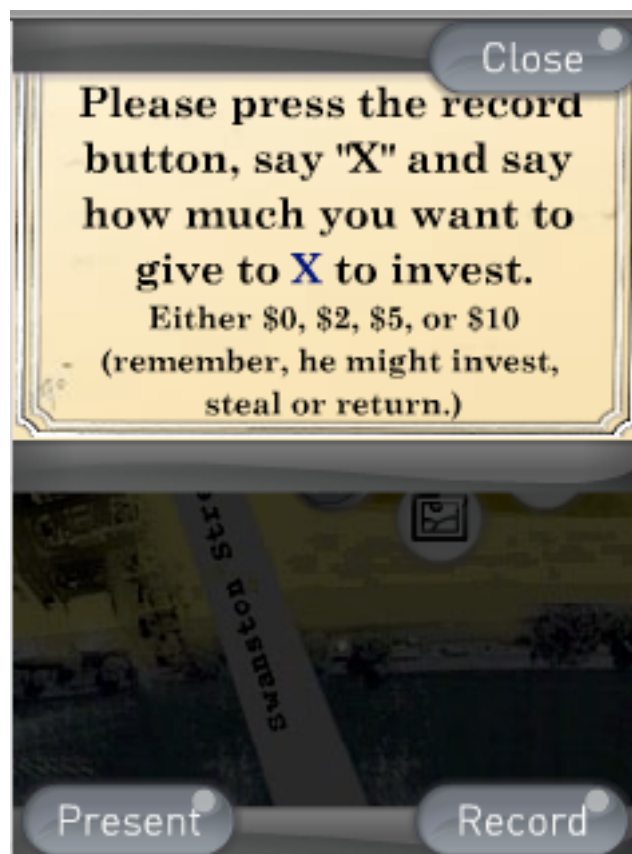 Close
Please press the record
button, say "X" and say
how much you want to
give to X to invest.
Either $0, $2, $5, or $10
(remember, he might invest,
steal or return.)
Swanston Stre
Present
Record